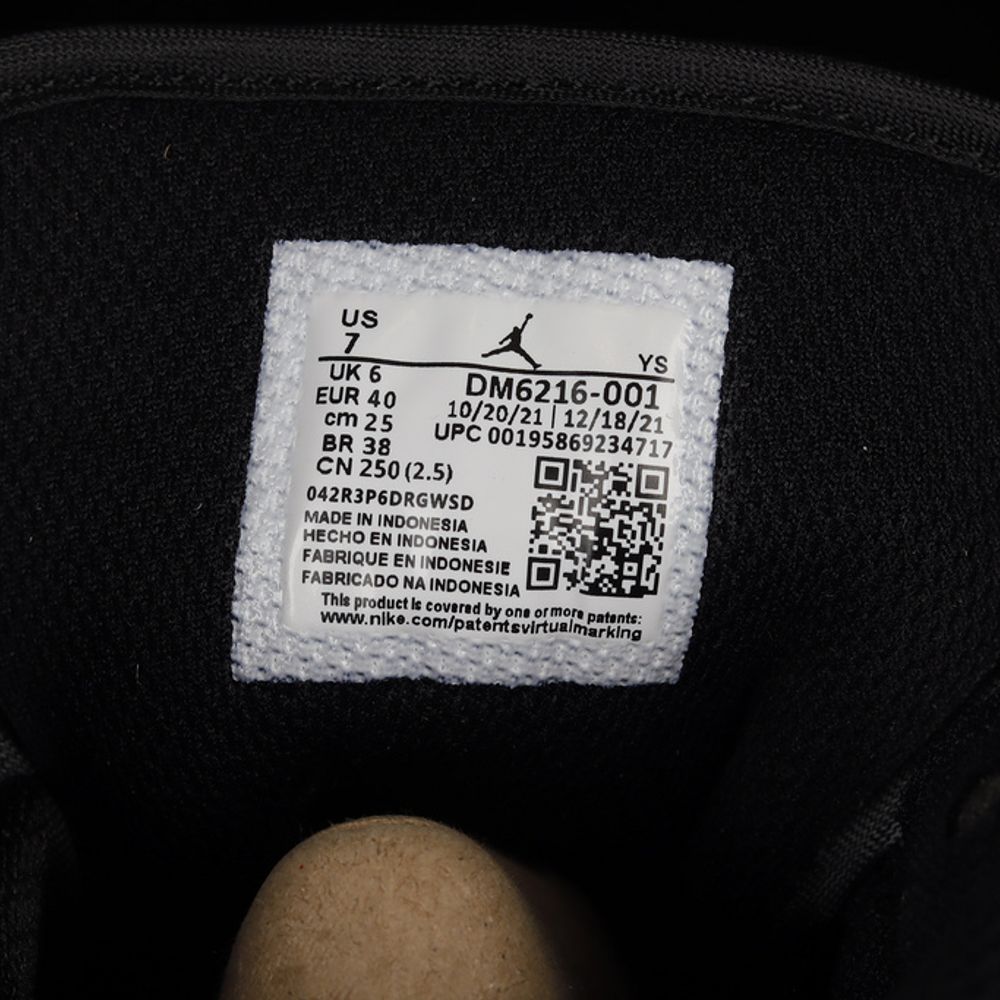 US
7
YS
UK 6
EUR 40
cm 25
BR 38
CN 250 (2.5)
DM6216-001
10/20/21 | 12/18/21
UPC 00195869234717
042R3P6DRGWSD
MADE IN INDONESIA
HECHO EN INDONESIA
FABRIQUE EN INDONESIE
FABRICADO NA INDONESIA
This product is covered by one or more patents:
www.nike.com/patentsvirtualmarking